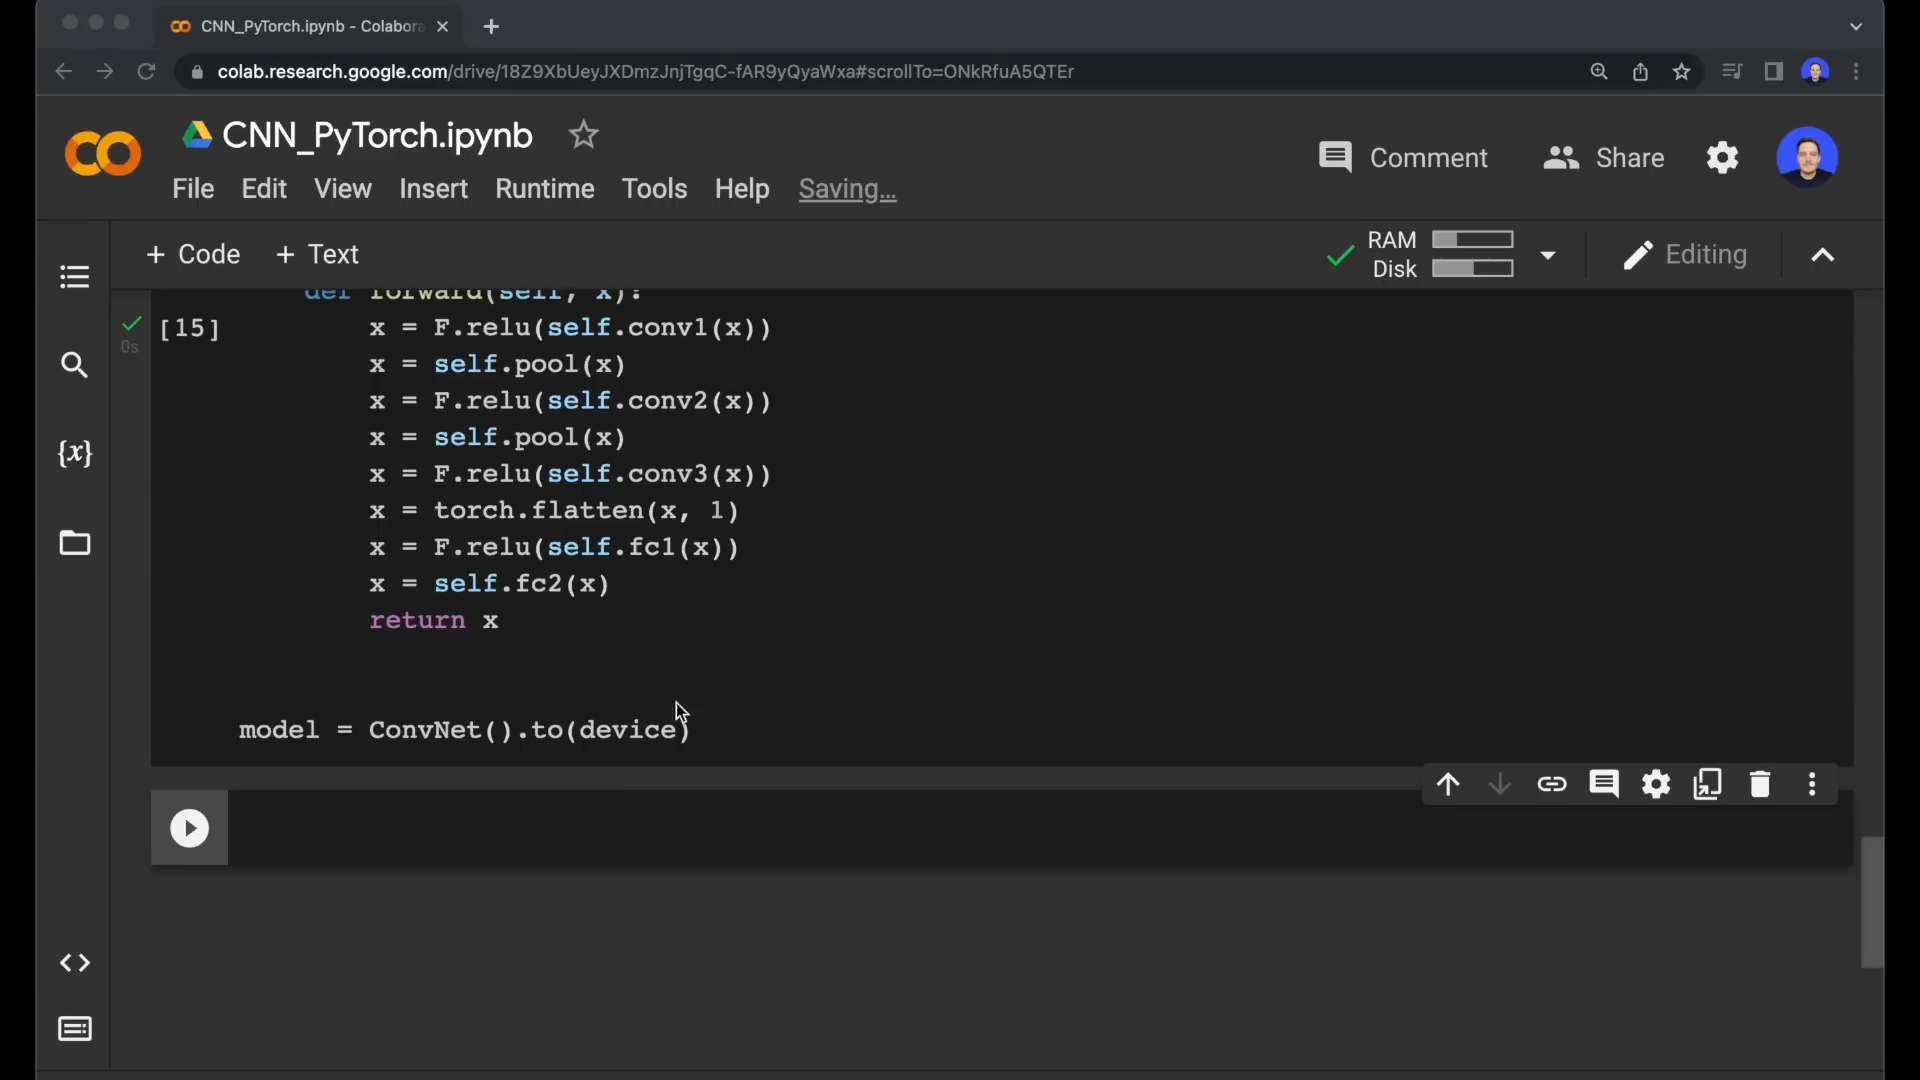 CNN_PyTorch.ipynb - Colabora
colab.research.google.com/drive/18Z9XbUeyJXDmzJnjTgqC-fAR9yQyaWxa#scrollTo=ONkRfuA5QTEr
CNN_PyTorch.ipynb
Comment
Share
File Edit View Insert Runtime Tools Help Saving...
+ Code + Text
RAM
Disk
Editing
def forward(self, x):
[15]
0s
x = F.relu(self.conv1(x))
x = self.pool(x)
x = F.relu(self.conv2(x))
x = self.pool(x)
x = F.relu(self.conv3(x))
x = torch.flatten(x, 1)
x = F.relu(self.fc1(x))
x = self.fc2(x)
return x
model = ConvNet().to(device)
{x}